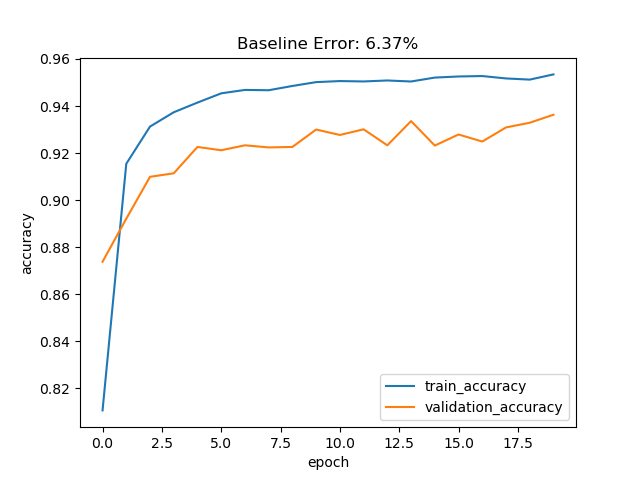 Baseline Error: 6.37%
0.96
0.94
0.92
0.90
0.88
0.86
0.84
0.82
accuracy
train_accuracy
validation_accuracy
0.0 2.5 5.0 7.5 10.0 12.5 15.0 17.5
epoch